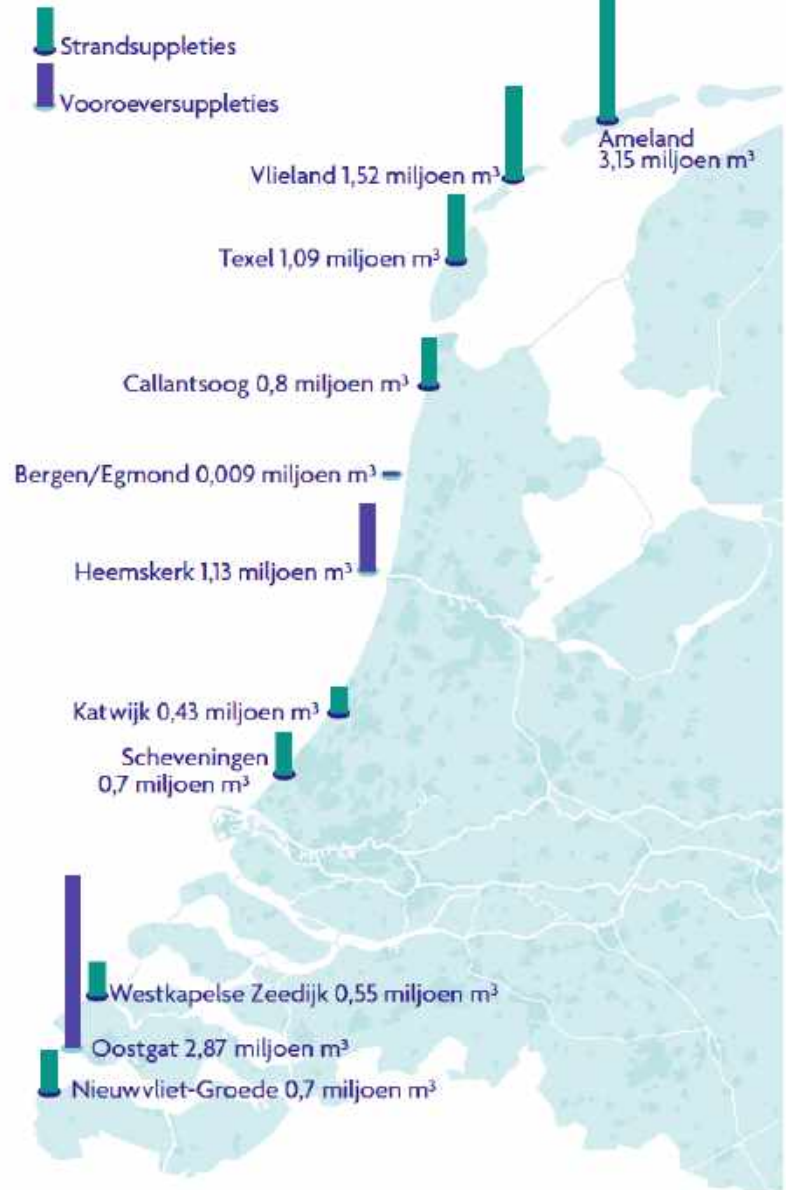 Strandsuppleties
Vooroeversuppleties
Ameland
3,15 miljoen m³
Vlieland 1,52 miljoen m³
Texel 1,09 miljoen m³
Callantsoog 0,8 miljoen m³
Bergen/Egmond 0,009 miljoen m³
Heemskerk 1,13 miljoen m³
Katwijk 0,43 miljoen m³
Scheveningen
0,7 miljoen m³
Westkapelse Zeedijk 0,55 miljoen m³
Oostgat 2,87 miljoen m³
Nieuwvliet-Groede 0,7 miljoen m³